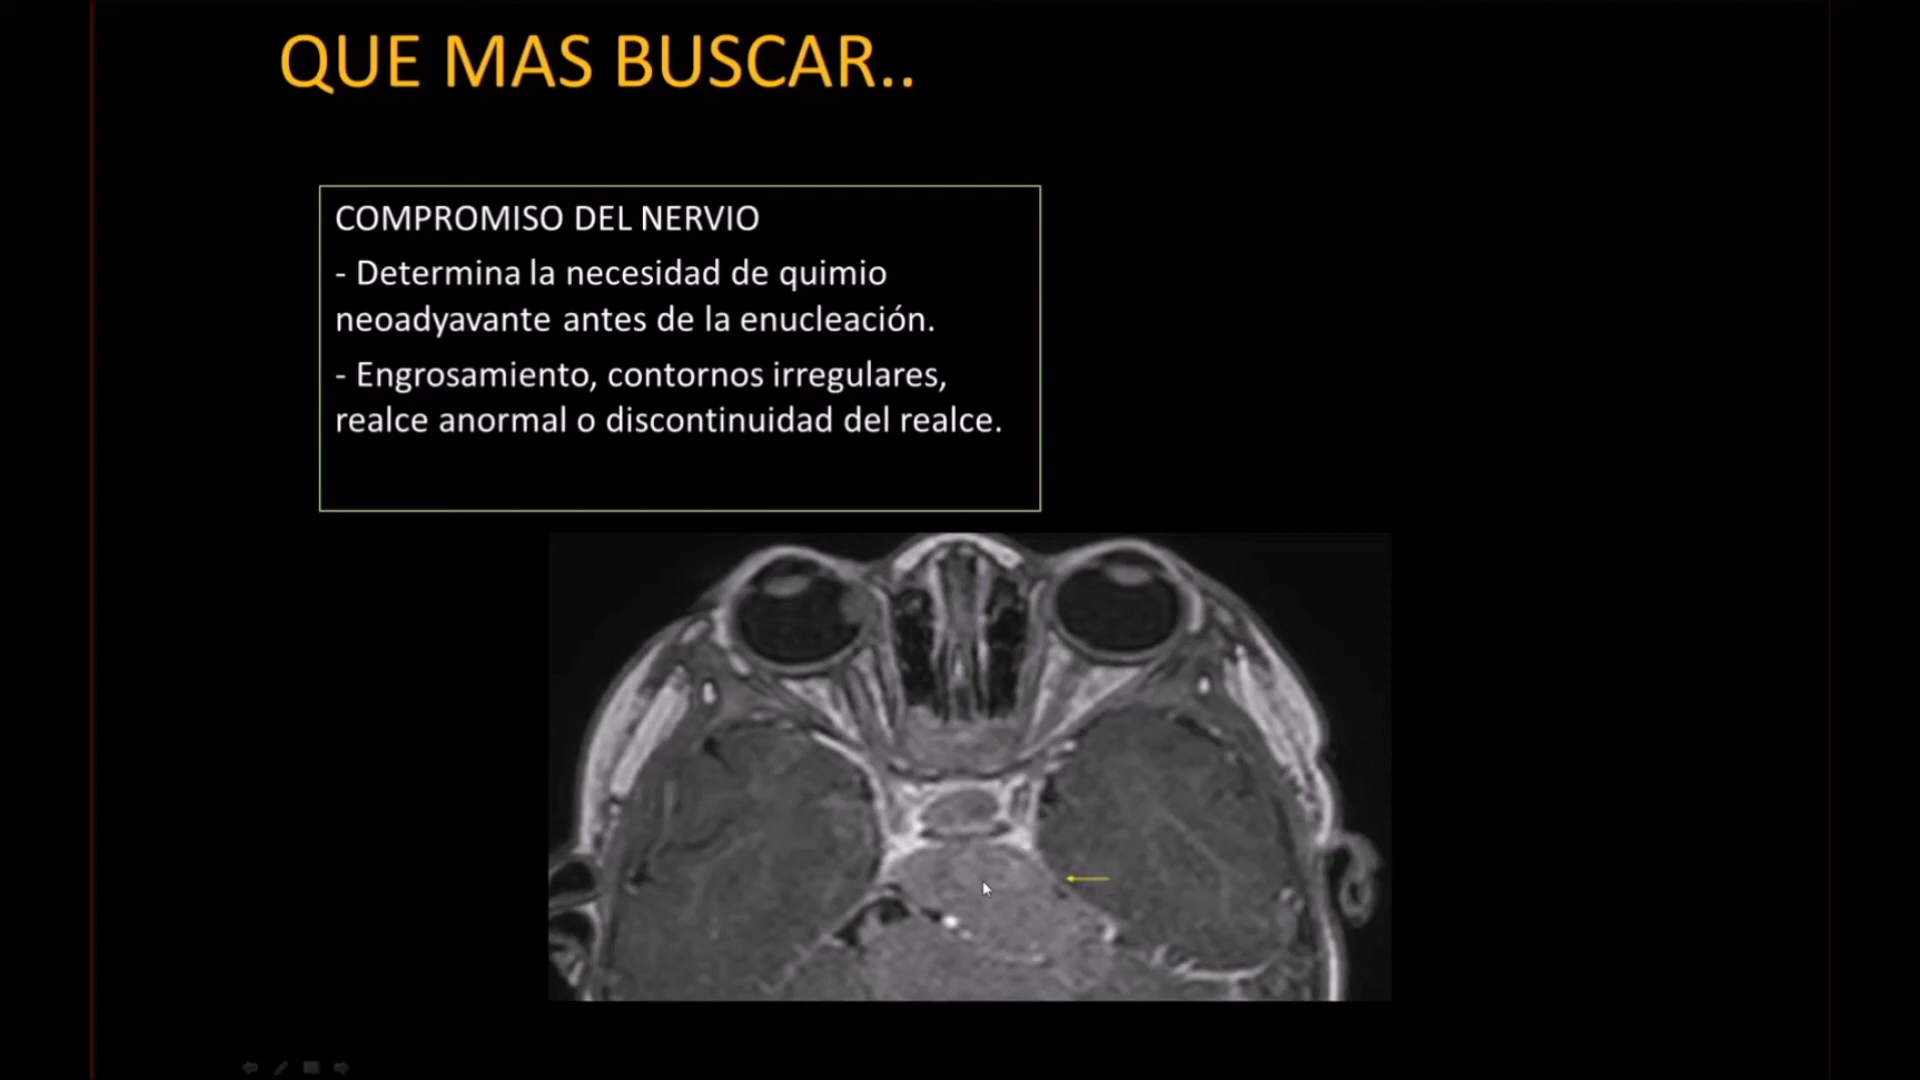 QUE MAS BUSCAR..
COMPROMISO DEL NERVIO
- Determina la necesidad de quimio
neoadyavante antes de la enucleación.
- Engrosamiento, contornos irregulares,
realce anormal o discontinuidad del realce.